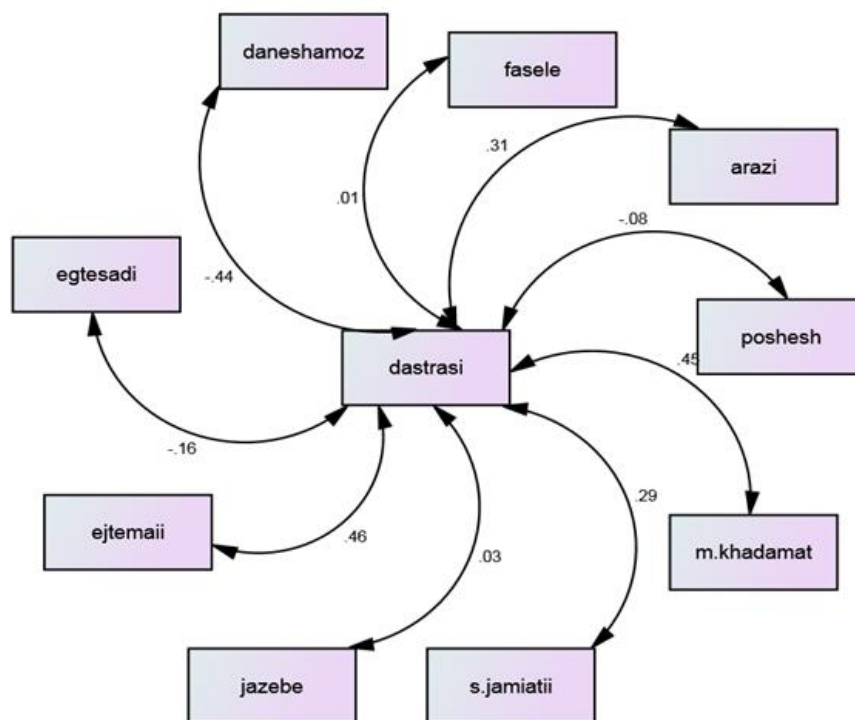 daneshamoz
fasele
.31
arazi
.01
-.08
egtesadi
-.44
poshesh
dastrasi
.45
-.16
.29
ejtemaii
.46
.03
m.khadamat
jazebe
s.jamiatii